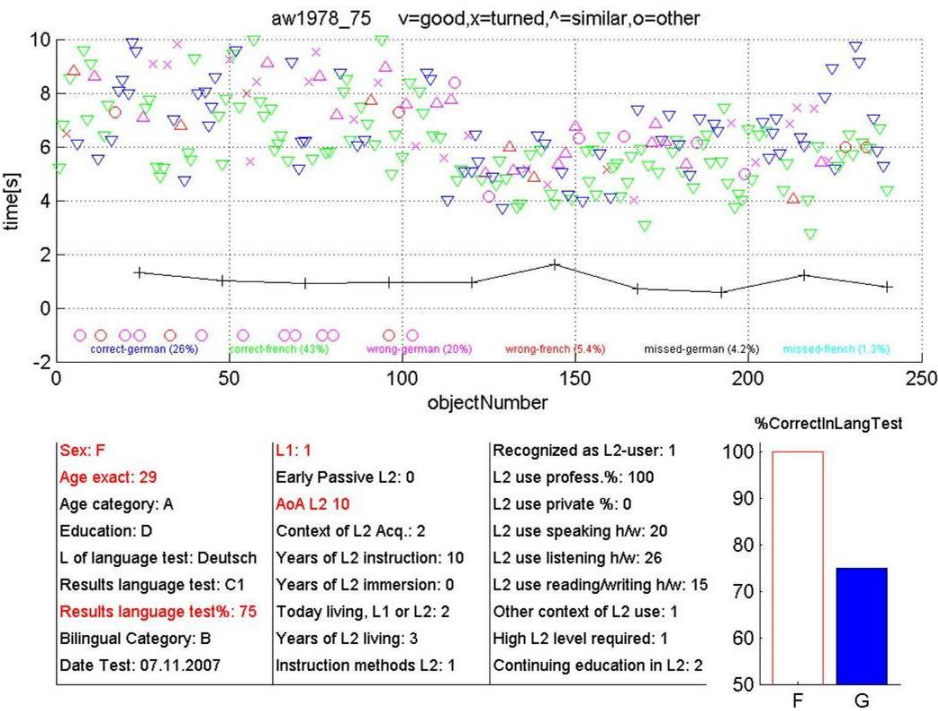 aw1978_75 v=good,x=turned,^=similar,o=other
10
8
6
4
2
0
-2
time[s]
correct-german (26%) correct-french (43%) wrong-german (20%) wrong-french (5.4%) missed-german (4.2%) missed-french (1.3%)
0 50 100 150 200 250
objectNumber
Sex: F
Age exact: 29
Age category: A
Education: D
L of language test: Deutsch
Results language test: C1
Results language test%: 75
Bilingual Category: B
Date Test: 07.11.2007
L1: 1
Early Passive L2: 0
AoA L2 10
Context of L2 Acq.: 2
Years of L2 instruction: 10
Years of L2 immersion: 0
Today living, L1 or L2: 2
Years of L2 living: 3
Instruction methods L2: 1
Recognized as L2-user: 1
L2 use profess.%: 100
L2 use private %: 0
L2 use speaking h/w: 20
L2 use listening h/w: 26
L2 use reading/writing h/w: 15
Other context of L2 use: 1
High L2 level required: 1
Continuing education in L2: 2
%CorrectInLangTest
100
90
80
70
60
50
F G